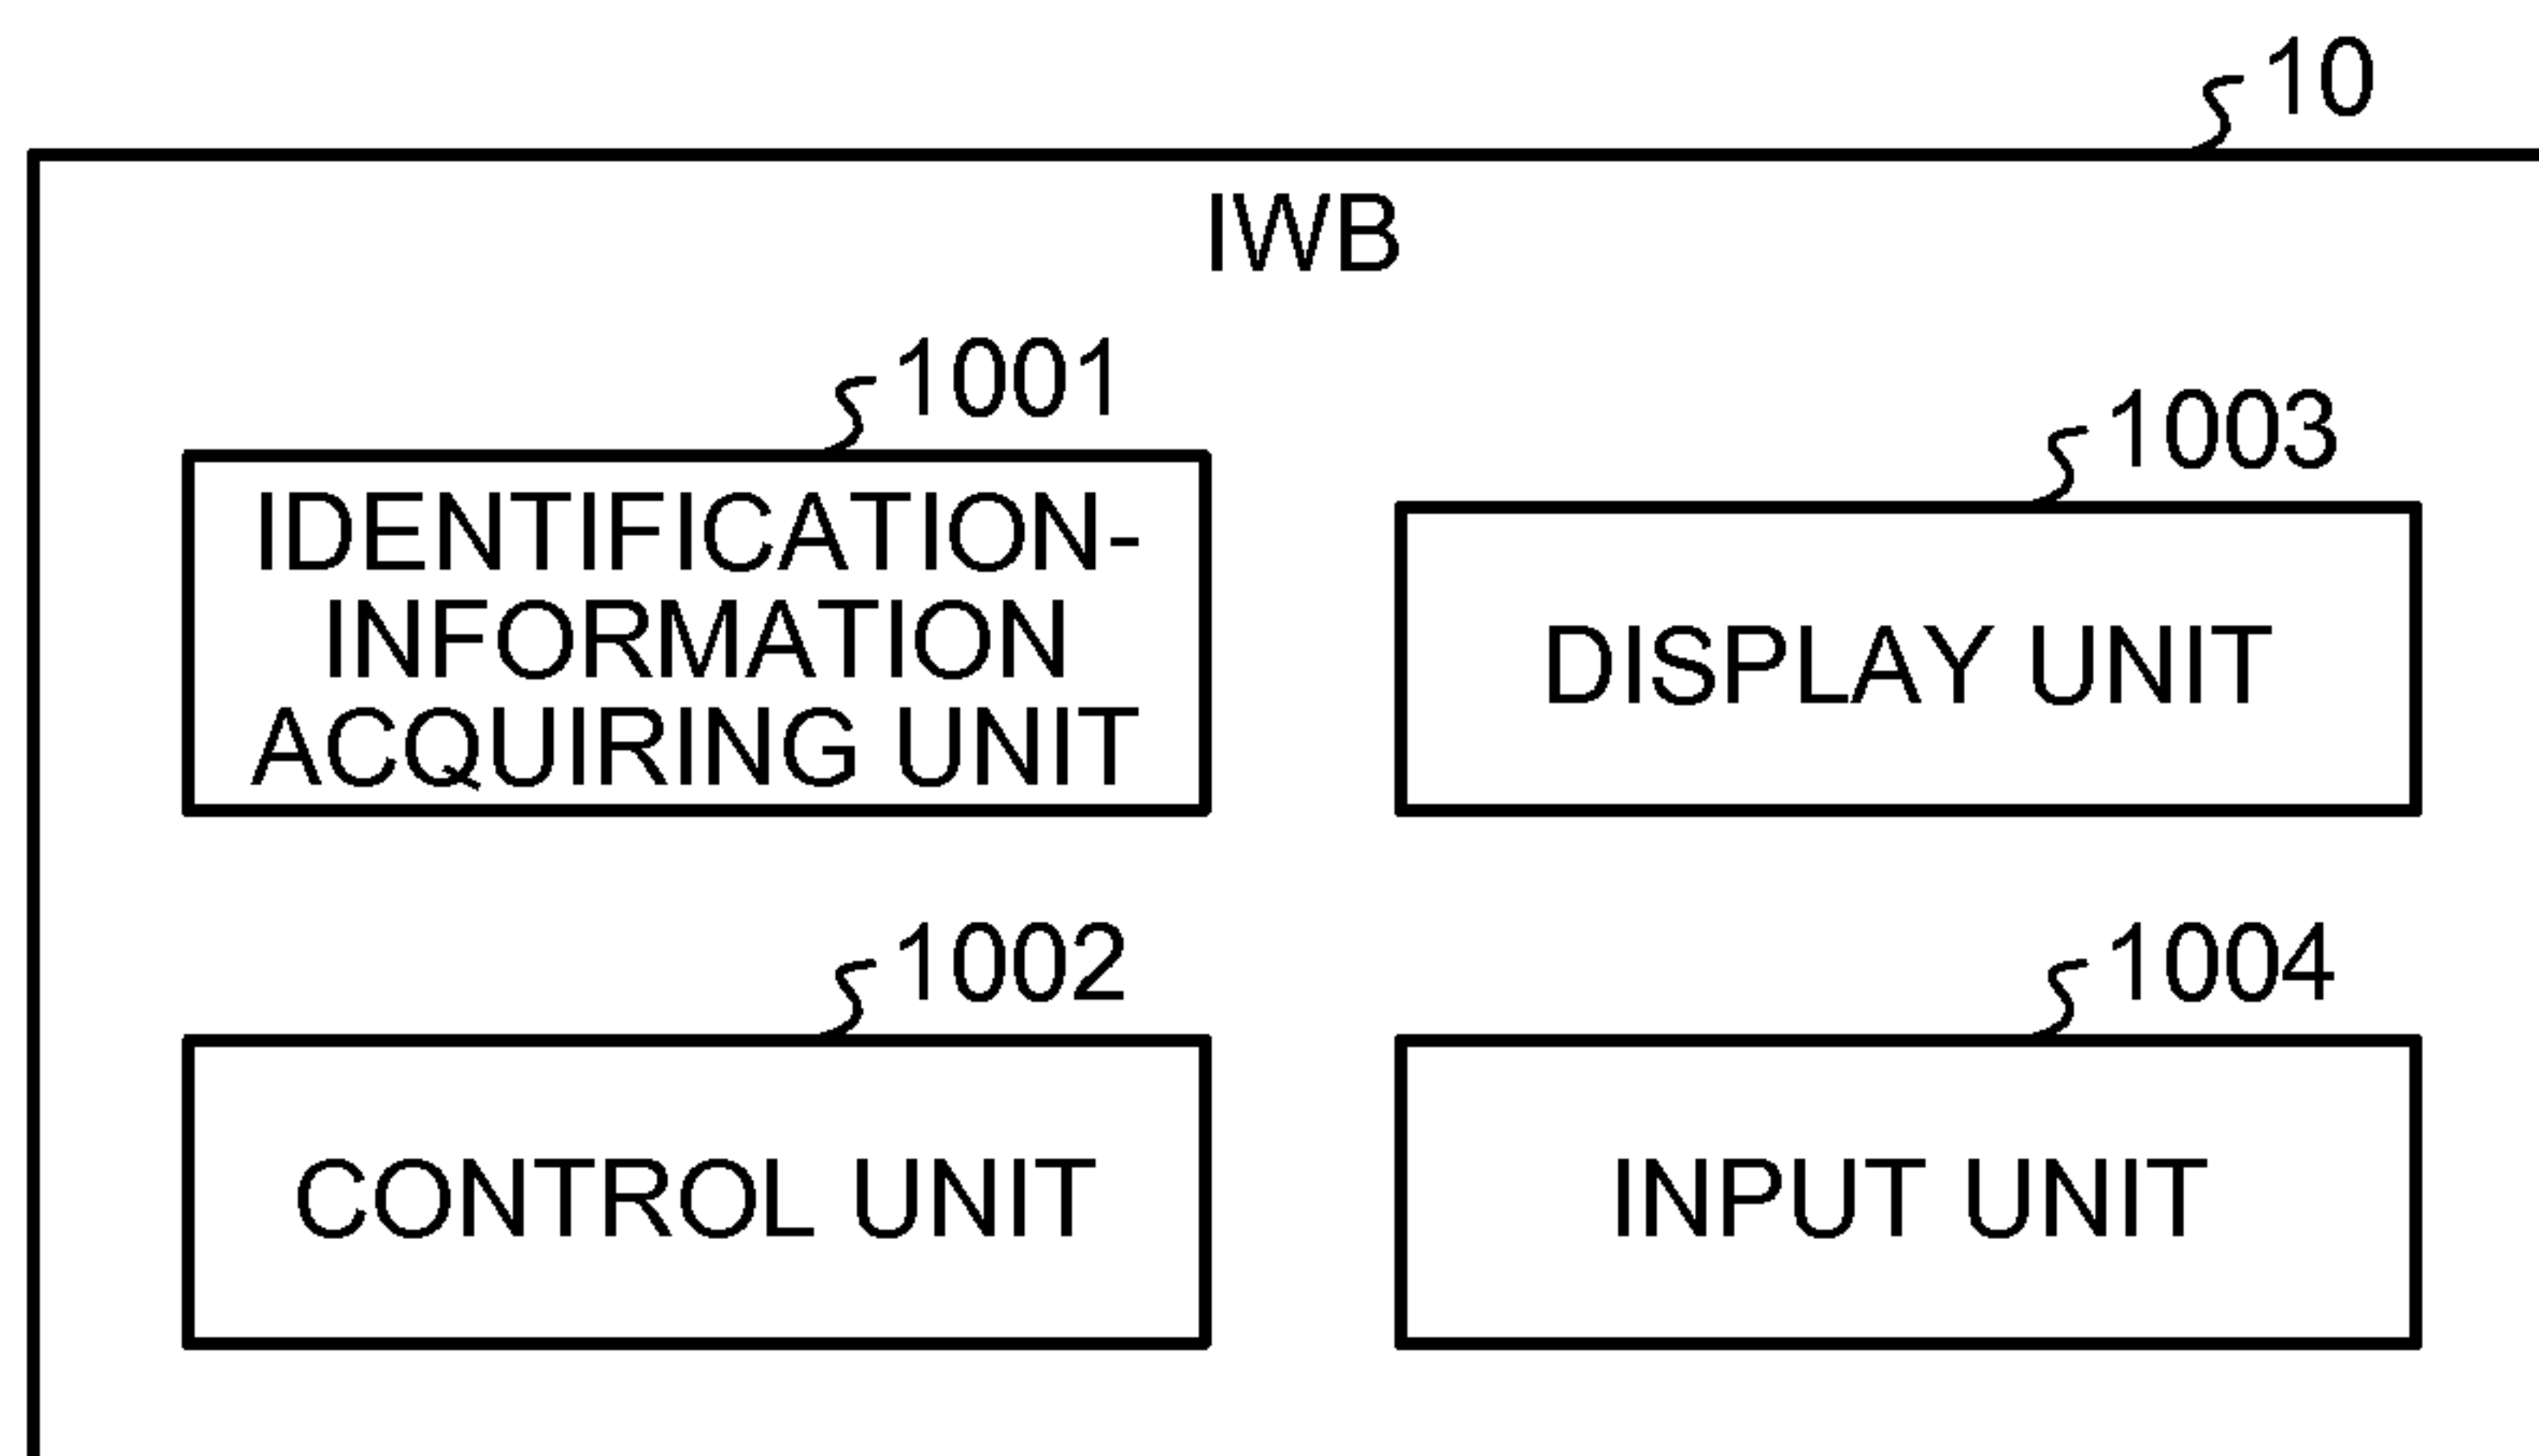 10
IWB
1001
IDENTIFICATION-
INFORMATION
ACQUIRING UNIT
1003
DISPLAY UNIT
1002
CONTROL UNIT
1004
INPUT UNIT